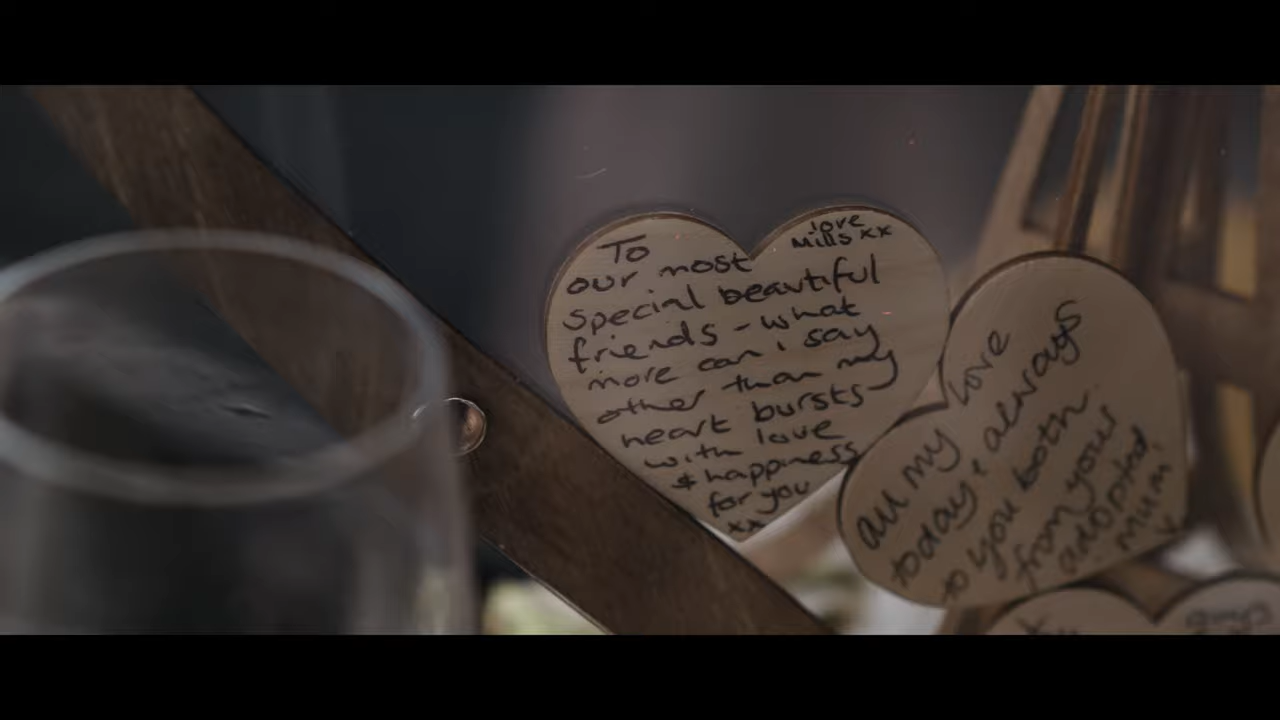 To
our most
special beautiful
friends - what
more can i say
other than my
heart bursts
with love
& happness
for you
xx
love
Mills xx
all my love
today & always
to you both
from your
adopted
mum
x